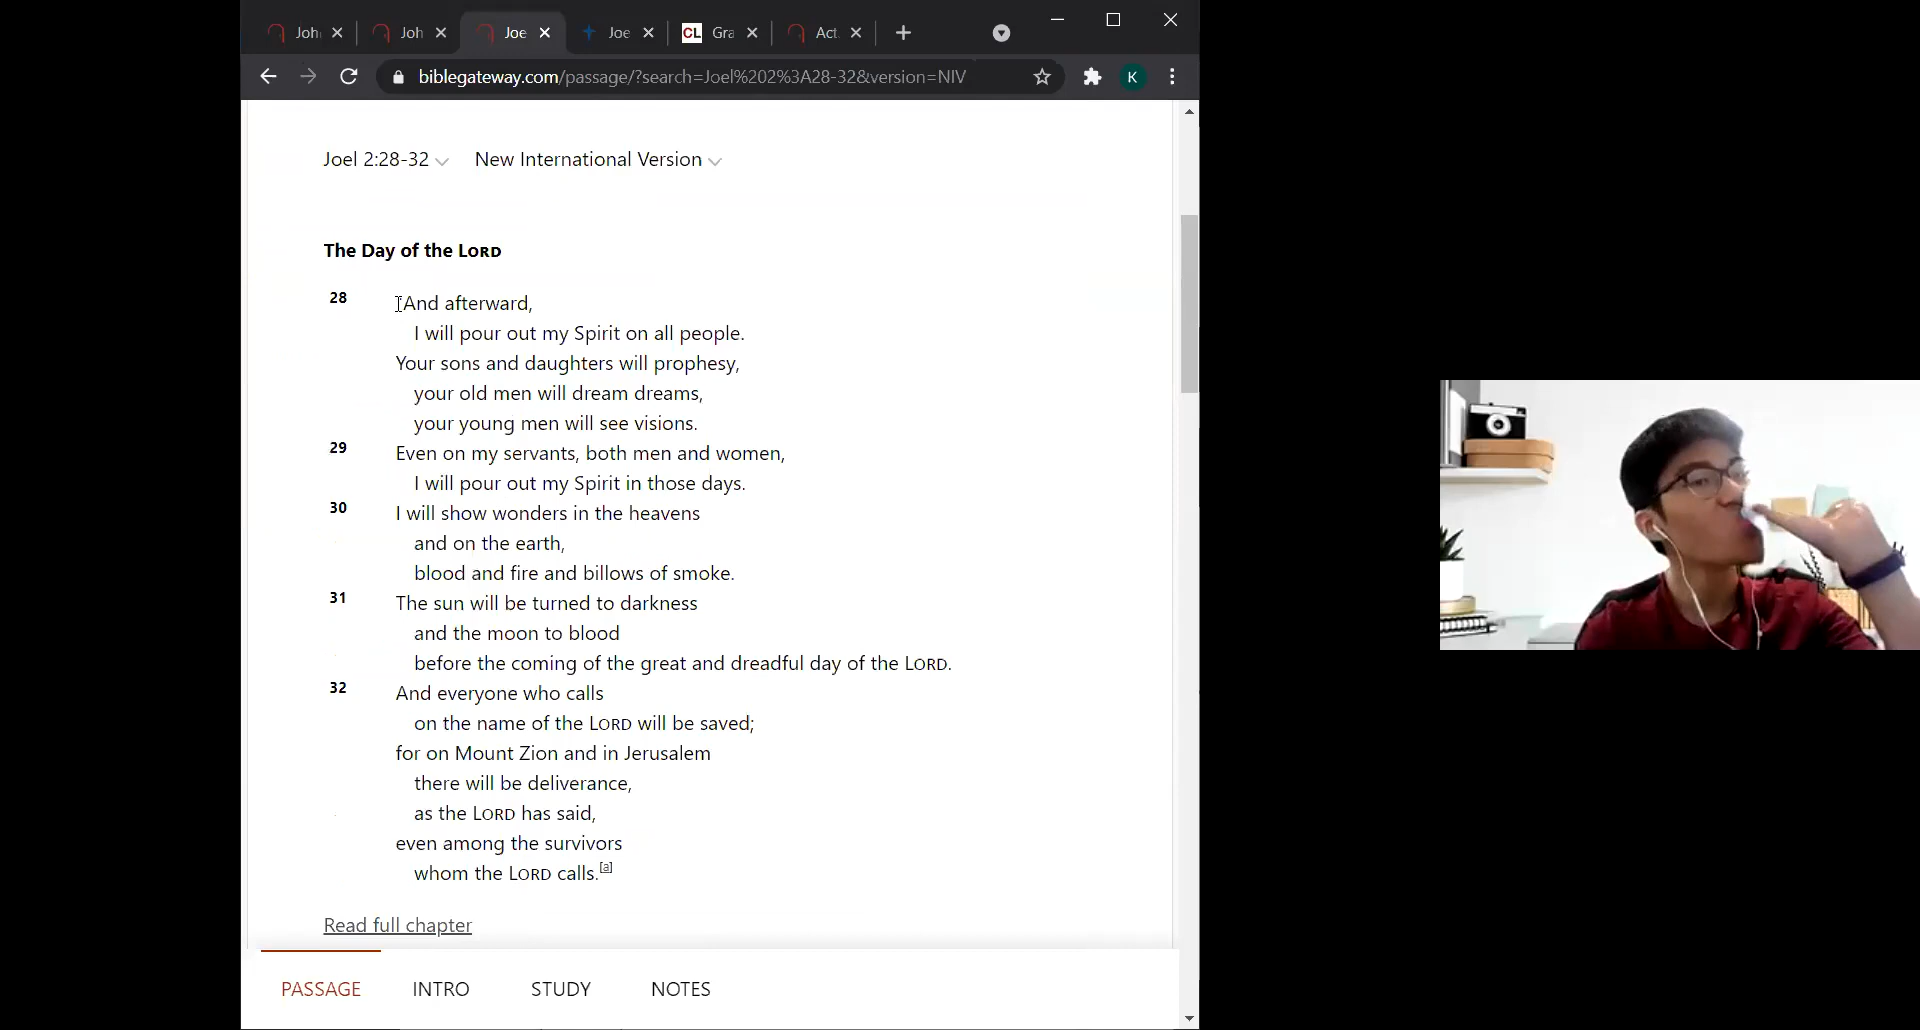 Joh
Joh
Joe
Joe
CL Gra
Act
biblegateway.com/passage/?search=Joel%202%3A28-32&version=NIV
K
Joel 2:28-32
New International Version
The Day of the LORD
28 And afterward,
I will pour out my Spirit on all people.
Your sons and daughters will prophesy,
your old men will dream dreams,
your young men will see visions.
29 Even on my servants, both men and women,
I will pour out my Spirit in those days.
30 I will show wonders in the heavens
and on the earth,
blood and fire and billows of smoke.
31 The sun will be turned to darkness
and the moon to blood
before the coming of the great and dreadful day of the LORD.
32 And everyone who calls
on the name of the LORD will be saved;
for on Mount Zion and in Jerusalem
there will be deliverance,
as the LORD has said,
even among the survivors
whom the LORD calls.[a]
Read full chapter
PASSAGE
INTRO
STUDY
NOTES